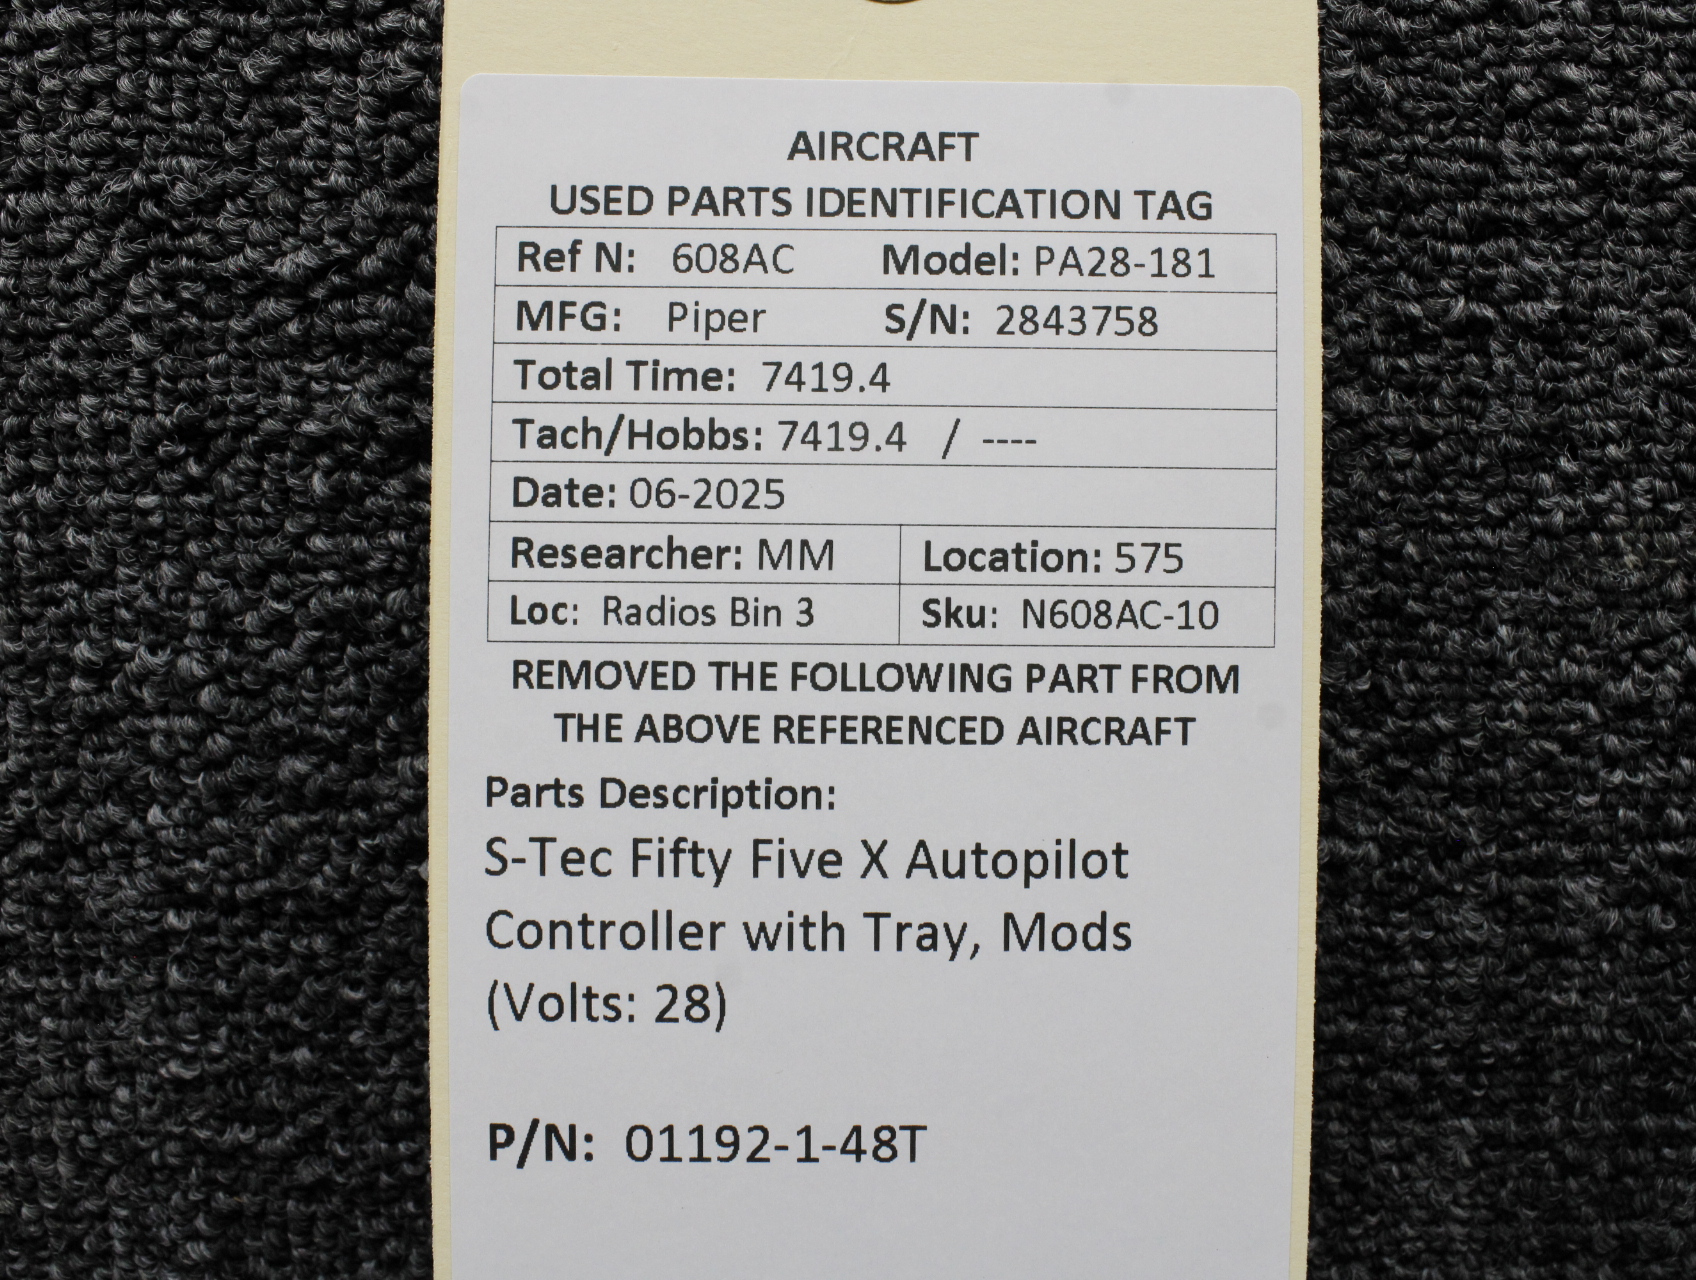 AIRCRAFT
USED PARTS IDENTIFICATION TAG
Ref N: 608AC Model: PA28-181
MFG: Piper S/N: 2843758
Total Time: 7419.4
Tach/Hobbs: 7419.4 / ----
Date: 06-2025
Researcher: MM Location: 575
Loc: Radios Bin 3 Sku: N608AC-10
REMOVED THE FOLLOWING PART FROM
THE ABOVE REFERENCED AIRCRAFT
Parts Description:
S-Tec Fifty Five X Autopilot
Controller with Tray, Mods
(Volts: 28)
P/N: 01192-1-48T